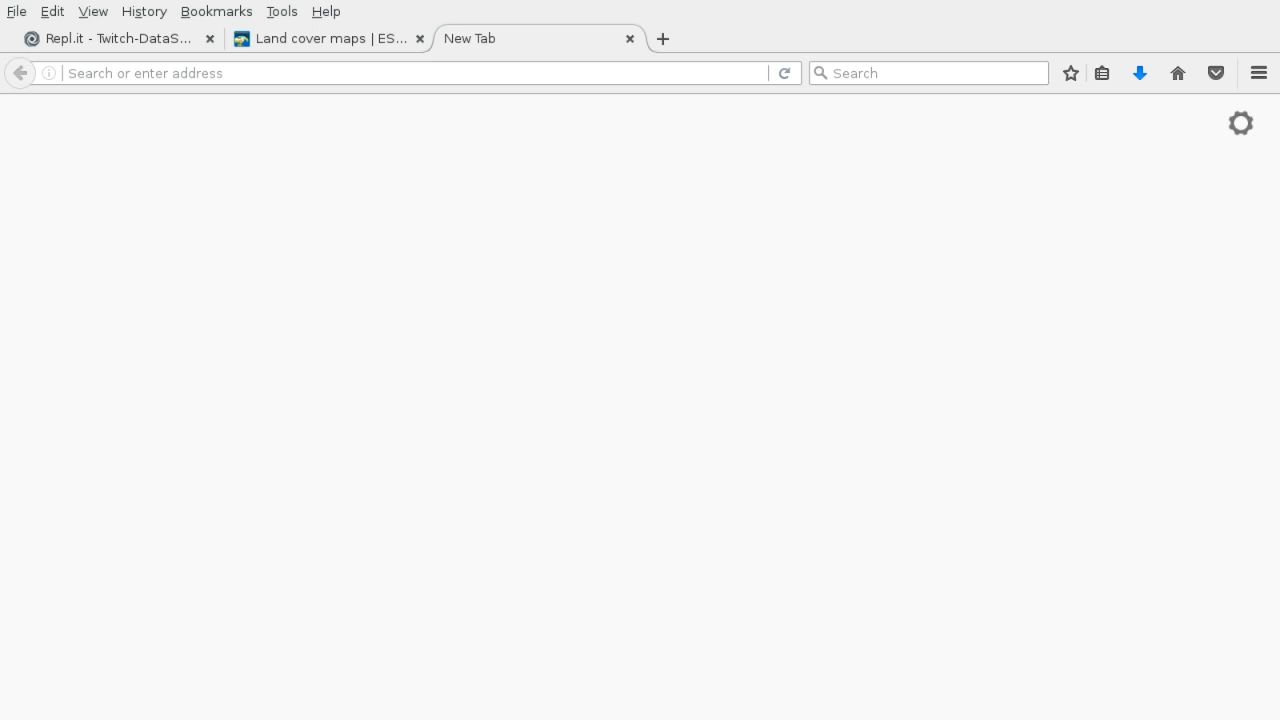 File Edit View History Bookmarks Tools Help
Repl.it - Twitch-DataS... Land cover maps | ES... New Tab
Search or enter address Search